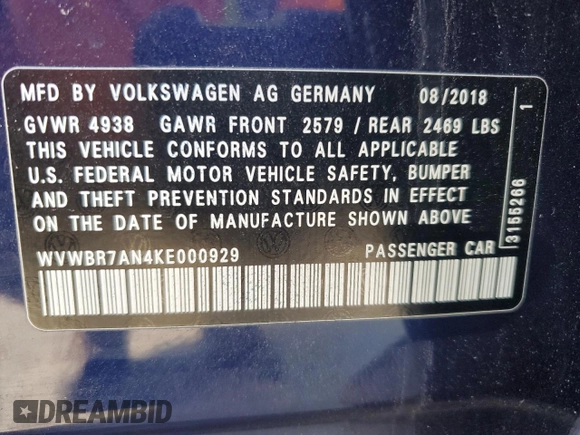 MFD BY VOLKSWAGEN AG GERMANY 08/2018
GVWR 4938 GAWR FRONT 2579 / REAR 2469 LBS
THIS VEHICLE CONFORMS TO ALL APPLICABLE
U.S. FEDERAL MOTOR VEHICLE SAFETY, BUMPER
AND THEFT PREVENTION STANDARDS IN EFFECT
ON THE DATE OF MANUFACTURE SHOWN ABOVE
WVWBR7AN4KE000929 PASSENGER CAR
3155266 1
DREAMBID